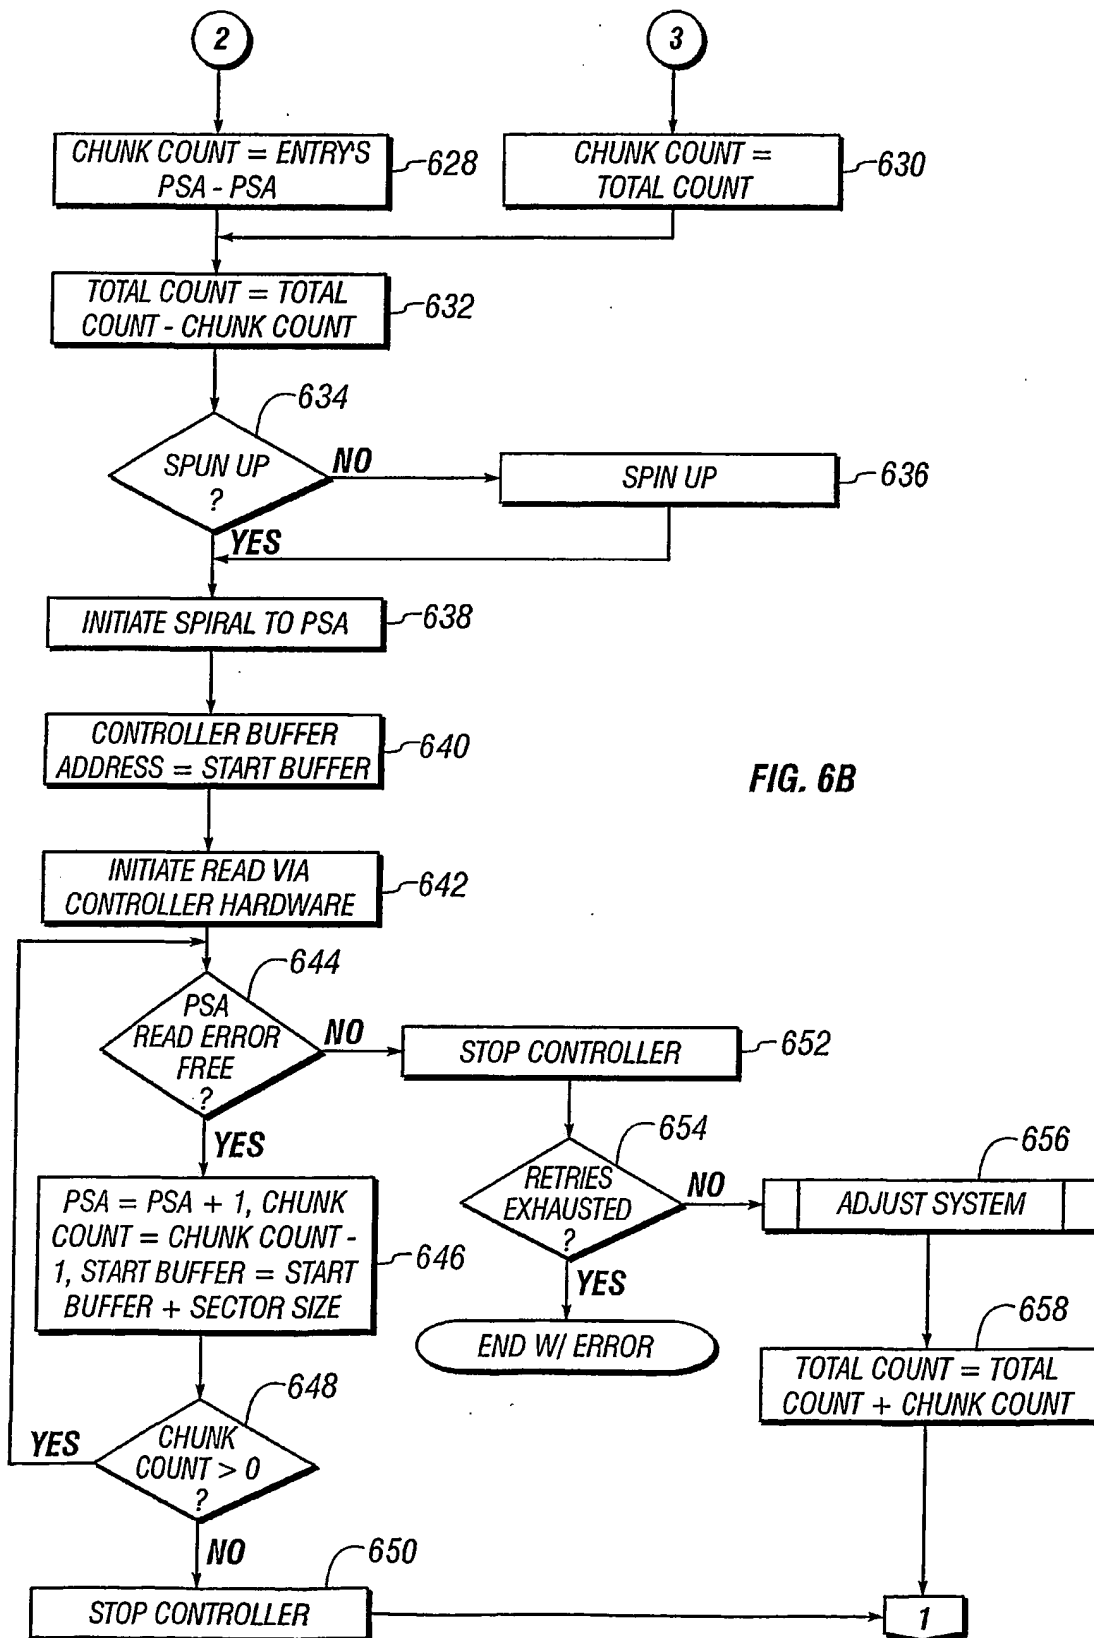 2
3
CHUNK COUNT = ENTRY'S
PSA - PSA
628
CHUNK COUNT =
TOTAL COUNT
630
TOTAL COUNT = TOTAL
COUNT - CHUNK COUNT
632
634
SPUN UP
?
NO
YES
SPIN UP
636
INITIATE SPIRAL TO PSA
638
CONTROLLER BUFFER
ADDRESS = START BUFFER
640
FIG. 6B
INITIATE READ VIA
CONTROLLER HARDWARE
642
644
PSA
READ ERROR
FREE
?
NO
YES
STOP CONTROLLER
652
654
RETRIES
EXHAUSTED
?
NO
YES
656
ADJUST SYSTEM
PSA = PSA + 1, CHUNK
COUNT = CHUNK COUNT -
1, START BUFFER = START
BUFFER + SECTOR SIZE
646
END W/ ERROR
658
TOTAL COUNT = TOTAL
COUNT + CHUNK COUNT
648
CHUNK
COUNT > 0
?
YES
NO
650
STOP CONTROLLER
1